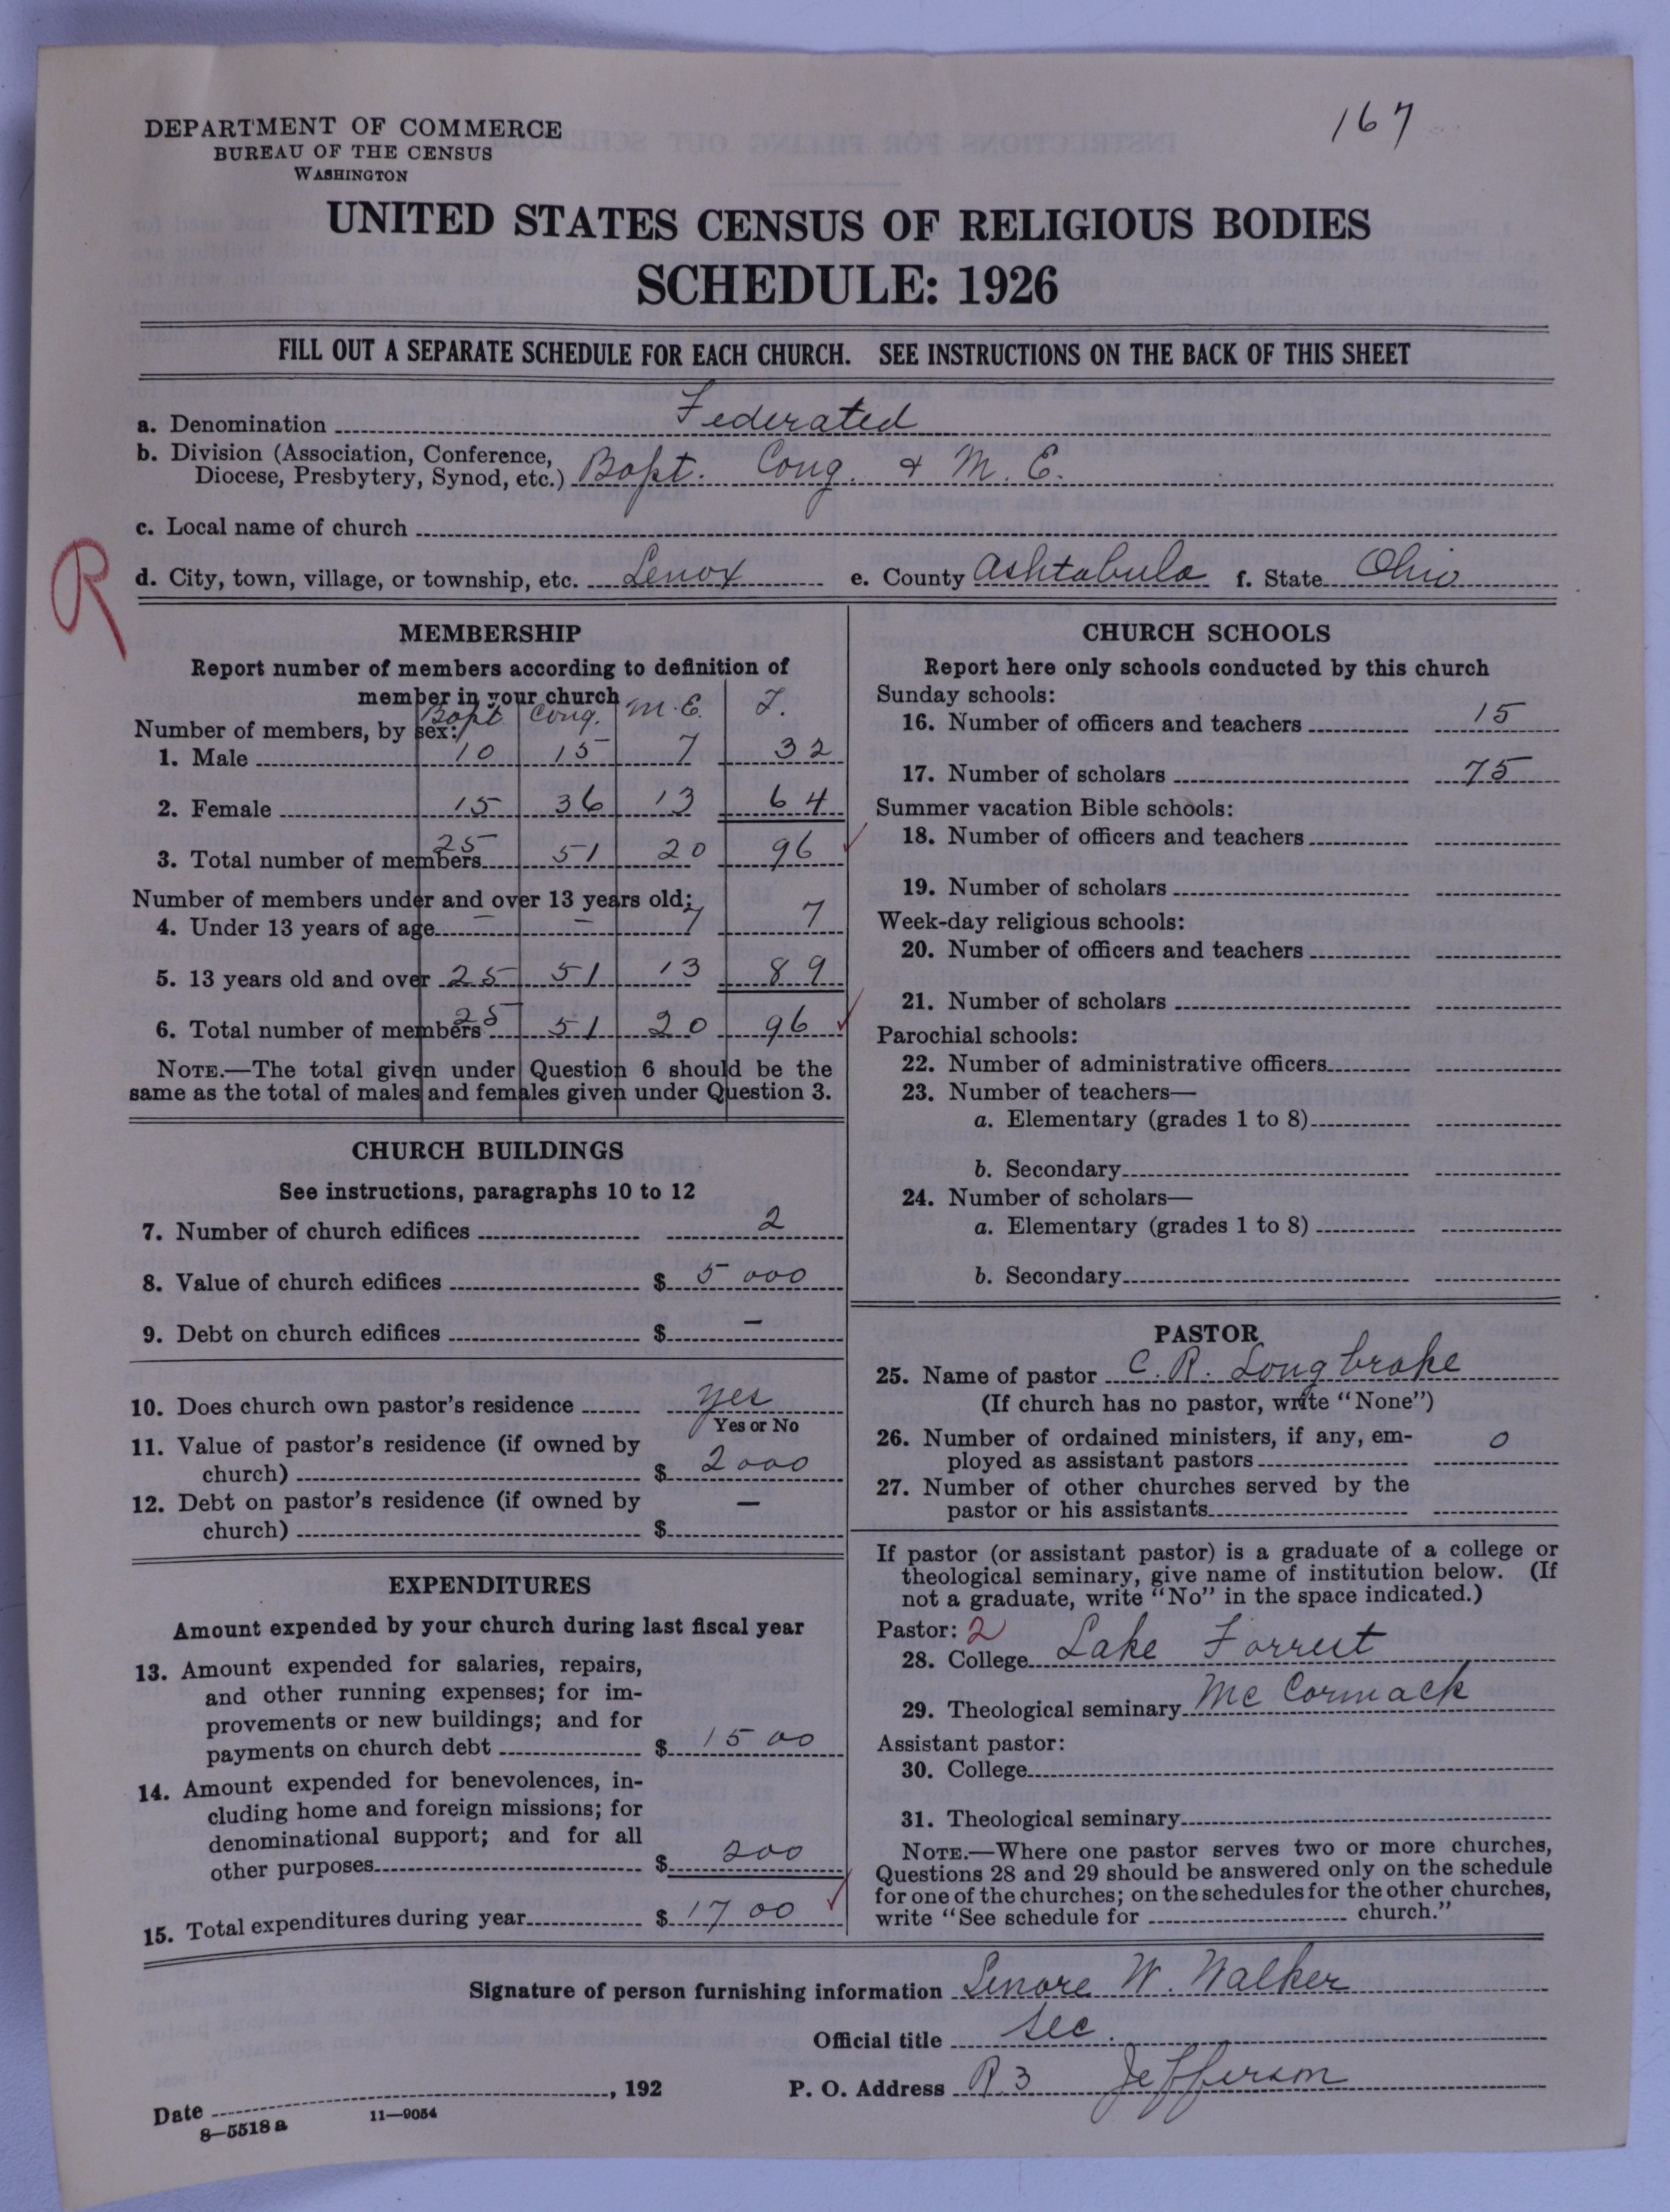 167
DEPARTMENT OF COMMERCE
BUREAU OF THE CENSUS
WASHINGTON
UNITED STATES CENSUS OF RELIGIOUS BODIES
SCHEDULE: 1926
FILL OUT A SEPARATE SCHEDULE FOR EACH CHURCH. SEE INSTRUCTIONS ON THE BACK OF THIS SHEET
a. Denomination Federated
b. Division (Association, Conference,
Diocese, Presbytery, Synod, etc.) Bapt. Cong. & M. E.
c. Local name of church
R
d. City, town, village, or township, etc. Lenox e. County Ashtabula f. State Ohio
MEMBERSHIP
Report number of members according to definition of
member in your church
Bapt Cong. M.E. F.
Number of members, by sex:
1. Male 10 15 7 32
2. Female 15 36 13 64
3. Total number of members 25 51 20 96
Number of members under and over 13 years old:
4. Under 13 years of age — — 7 7
5. 13 years old and over 25 51 13 89
6. Total number of members 25 51 20 96
NOTE.—The total given under Question 6 should be the
same as the total of males and females given under Question 3.
CHURCH BUILDINGS
See instructions, paragraphs 10 to 12
7. Number of church edifices 2
8. Value of church edifices $ 5000
9. Debt on church edifices $ —
10. Does church own pastor's residence yes
Yes or No
11. Value of pastor's residence (if owned by
church) $ 2000
12. Debt on pastor's residence (if owned by
church) $ —
EXPENDITURES
Amount expended by your church during last fiscal year
13. Amount expended for salaries, repairs,
and other running expenses; for im-
provements or new buildings; and for
payments on church debt $ 1500
14. Amount expended for benevolences, in-
cluding home and foreign missions; for
denominational support; and for all
other purposes $ 200
15. Total expenditures during year $ 1700
CHURCH SCHOOLS
Report here only schools conducted by this church
Sunday schools:
16. Number of officers and teachers 15
17. Number of scholars 75
Summer vacation Bible schools:
18. Number of officers and teachers
19. Number of scholars
Week-day religious schools:
20. Number of officers and teachers
21. Number of scholars
Parochial schools:
22. Number of administrative officers
23. Number of teachers—
a. Elementary (grades 1 to 8)
b. Secondary
24. Number of scholars—
a. Elementary (grades 1 to 8)
b. Secondary
PASTOR
25. Name of pastor C. R. Longbrake
(If church has no pastor, write "None")
26. Number of ordained ministers, if any, em-
ployed as assistant pastors 0
27. Number of other churches served by the
pastor or his assistants
If pastor (or assistant pastor) is a graduate of a college or
theological seminary, give name of institution below. (If
not a graduate, write "No" in the space indicated.)
Pastor: 2
28. College Lake Forrest
29. Theological seminary Mc Cormack
Assistant pastor:
30. College
31. Theological seminary
NOTE.—Where one pastor serves two or more churches,
Questions 28 and 29 should be answered only on the schedule
for one of the churches; on the schedules for the other churches,
write "See schedule for church."
Signature of person furnishing information Lenore W. Walker
Official title Sec.
Date , 192 P. O. Address R.3 Jefferson
8—5518 a 11—9054